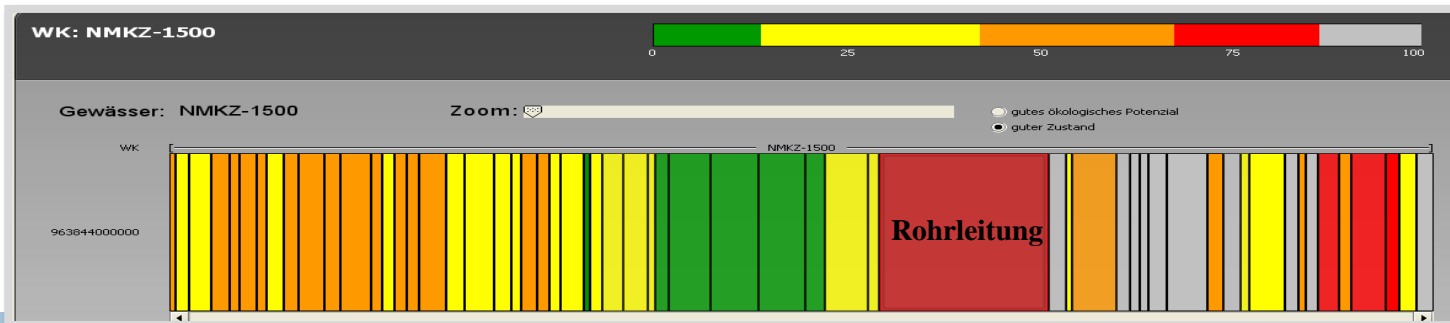 WK: NMKZ-1500
0 25 50 75 100
Gewässer: NMKZ-1500 Zoom: gutes ökologisches Potenzial
guter Zustand
WK NMKZ-1500
963844000000 Rohrleitung